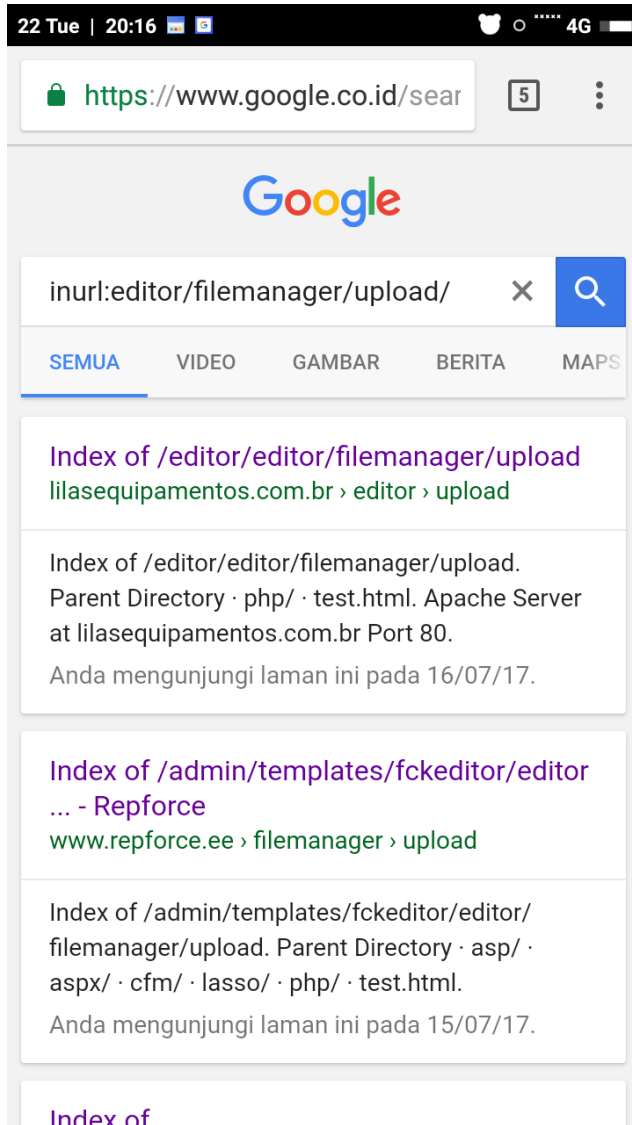 22 Tue | 20:16
4G
https://www.google.co.id/sear
5
Google
inurl:editor/filemanager/upload/
SEMUA VIDEO GAMBAR BERITA MAPS
Index of /editor/editor/filemanager/upload
lilasequipamentos.com.br › editor › upload
Index of /editor/editor/filemanager/upload.
Parent Directory · php/ · test.html. Apache Server
at lilasequipamentos.com.br Port 80.
Anda mengunjungi laman ini pada 16/07/17.
Index of /admin/templates/fckeditor/editor
... - Repforce
www.repforce.ee › filemanager › upload
Index of /admin/templates/fckeditor/editor/
filemanager/upload. Parent Directory · asp/ ·
aspx/ · cfm/ · lasso/ · php/ · test.html.
Anda mengunjungi laman ini pada 15/07/17.
Index of